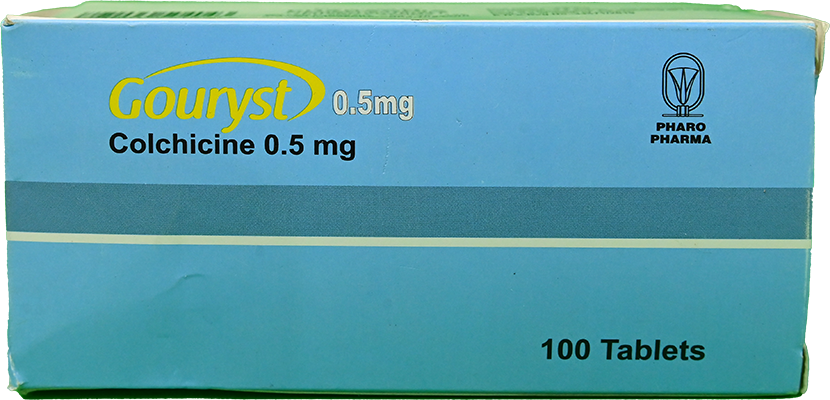 Gouryst 0.5mg
Colchicine 0.5 mg
PHARO
PHARMA
100 Tablets